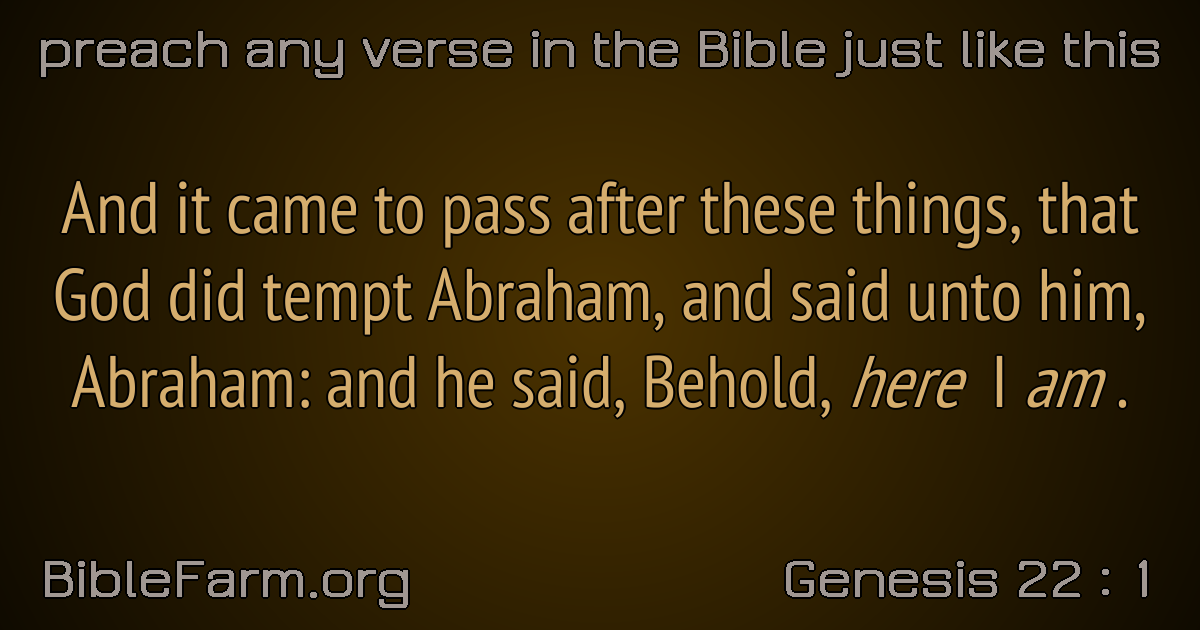 preach any verse in the Bible just like this
And it came to pass after these things, that
God did tempt Abraham, and said unto him,
Abraham: and he said, Behold, here I am .
BibleFarm.org
Genesis 22 : 1